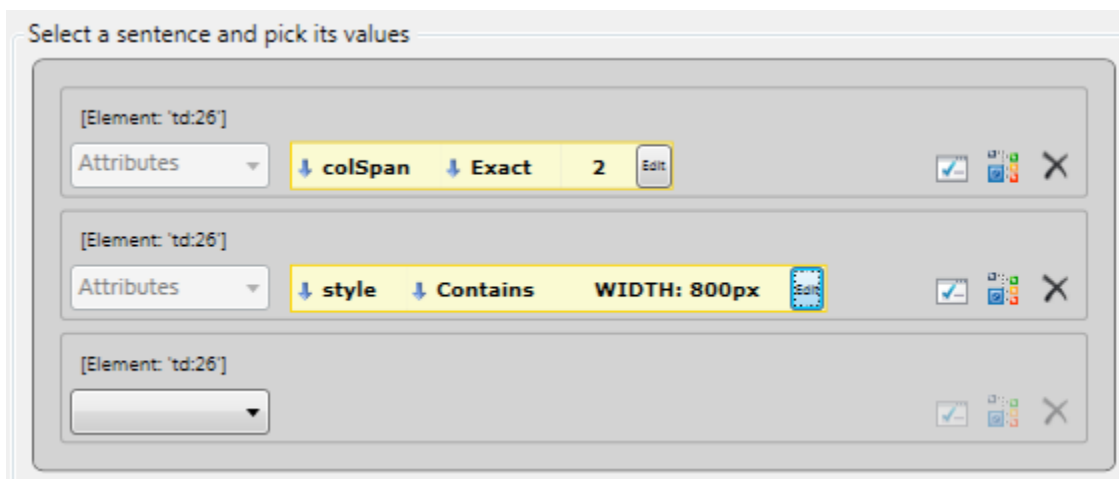 Select a sentence and pick its values
[Element: 'td:26']
Attributes colSpan Exact 2 Edit
[Element: 'td:26']
Attributes style Contains WIDTH: 800px Edit
[Element: 'td:26']